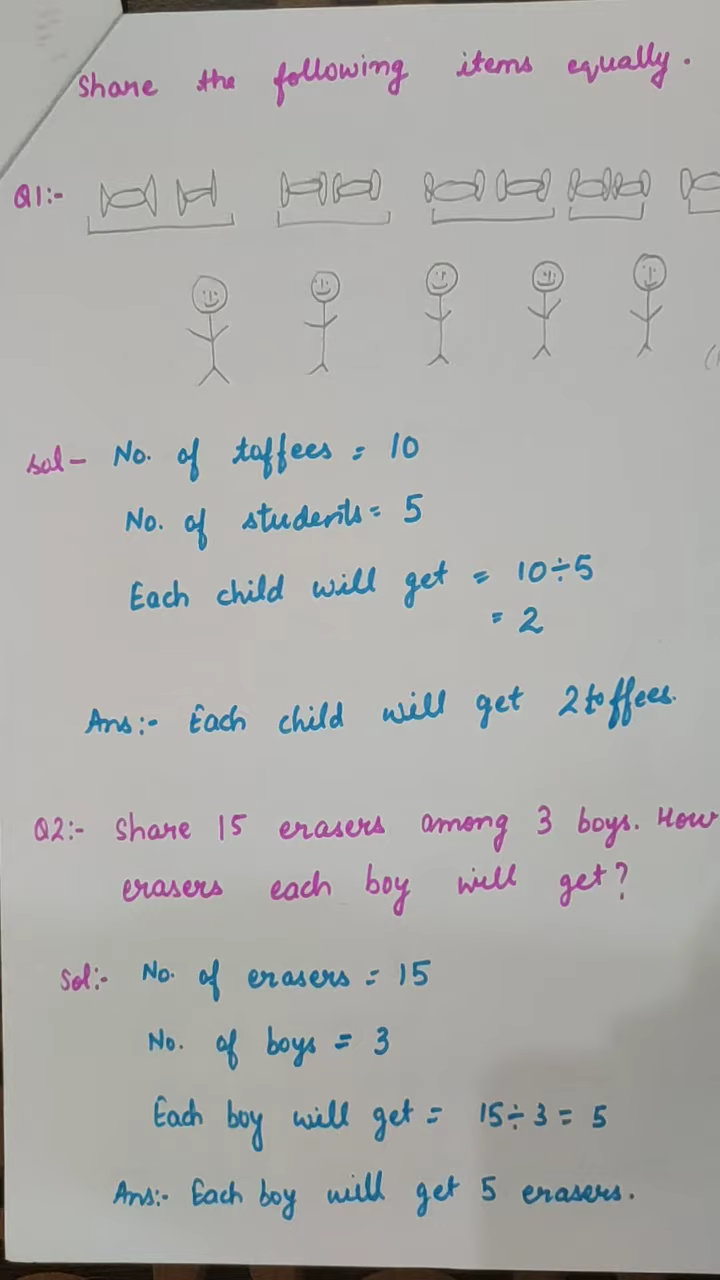 Share the following items equally.
Q1:-
Sol- No. of toffees = 10
No. of students = 5
Each child will get = 10÷5
= 2
Ans:- Each child will get 2 toffees.
Q2:- Share 15 erasers among 3 boys. How
erasers each boy will get?
Sol:- No. of erasers = 15
No. of boys = 3
Each boy will get = 15÷3 = 5
Ans:- Each boy will get 5 erasers.